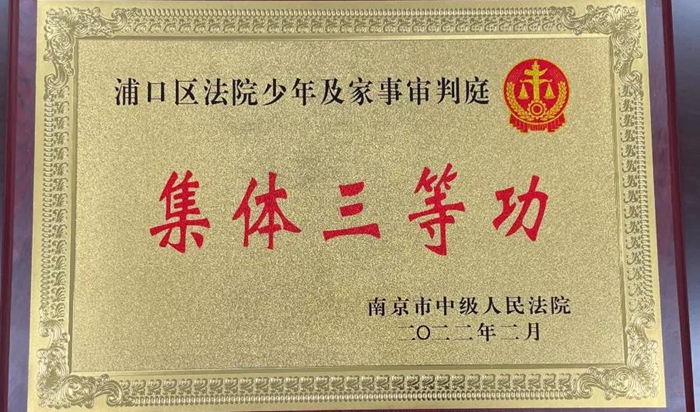 浦口区法院少年及家事审判庭
集体三等功
南京市中级人民法院
二〇二二年二月